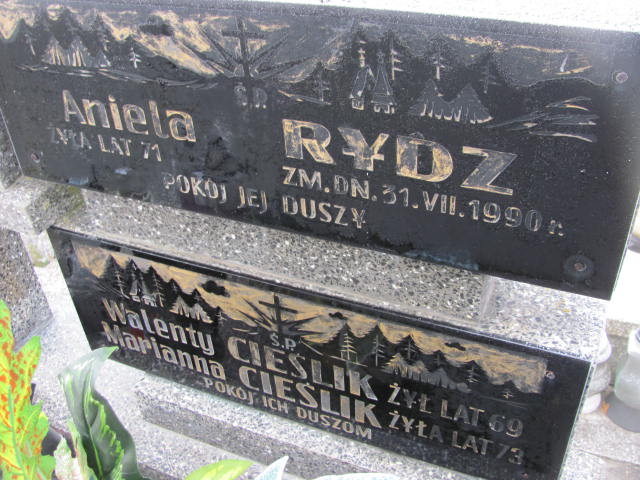 Ś.P.
Aniela RYDZ
ŻYŁA LAT 71 ZM. DN. 31. VII. 1990 r.
POKÓJ JEJ DUSZY
Ś.P.
Walenty CIEŚLIK ŻYŁ LAT 69
Marianna CIEŚLIK ŻYŁA LAT 73
POKÓJ ICH DUSZOM